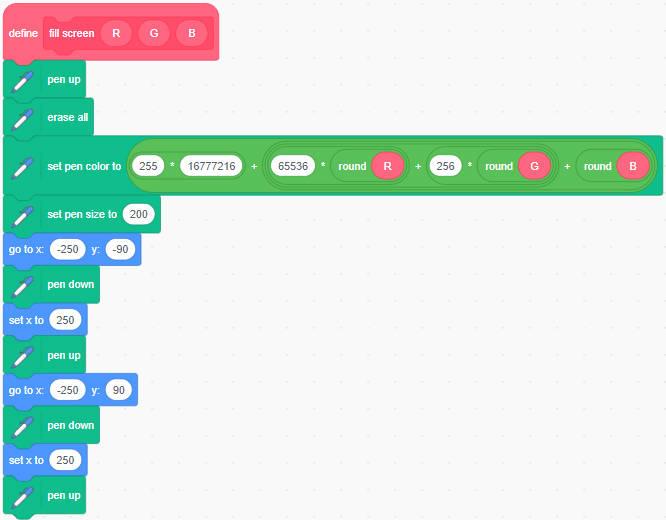 define fill screen R G B
pen up
erase all
set pen color to 255 * 16777216 + 65536 * round R + 256 * round G + round B
set pen size to 200
go to x: -250 y: -90
pen down
set x to 250
pen up
go to x: -250 y: 90
pen down
set x to 250
pen up